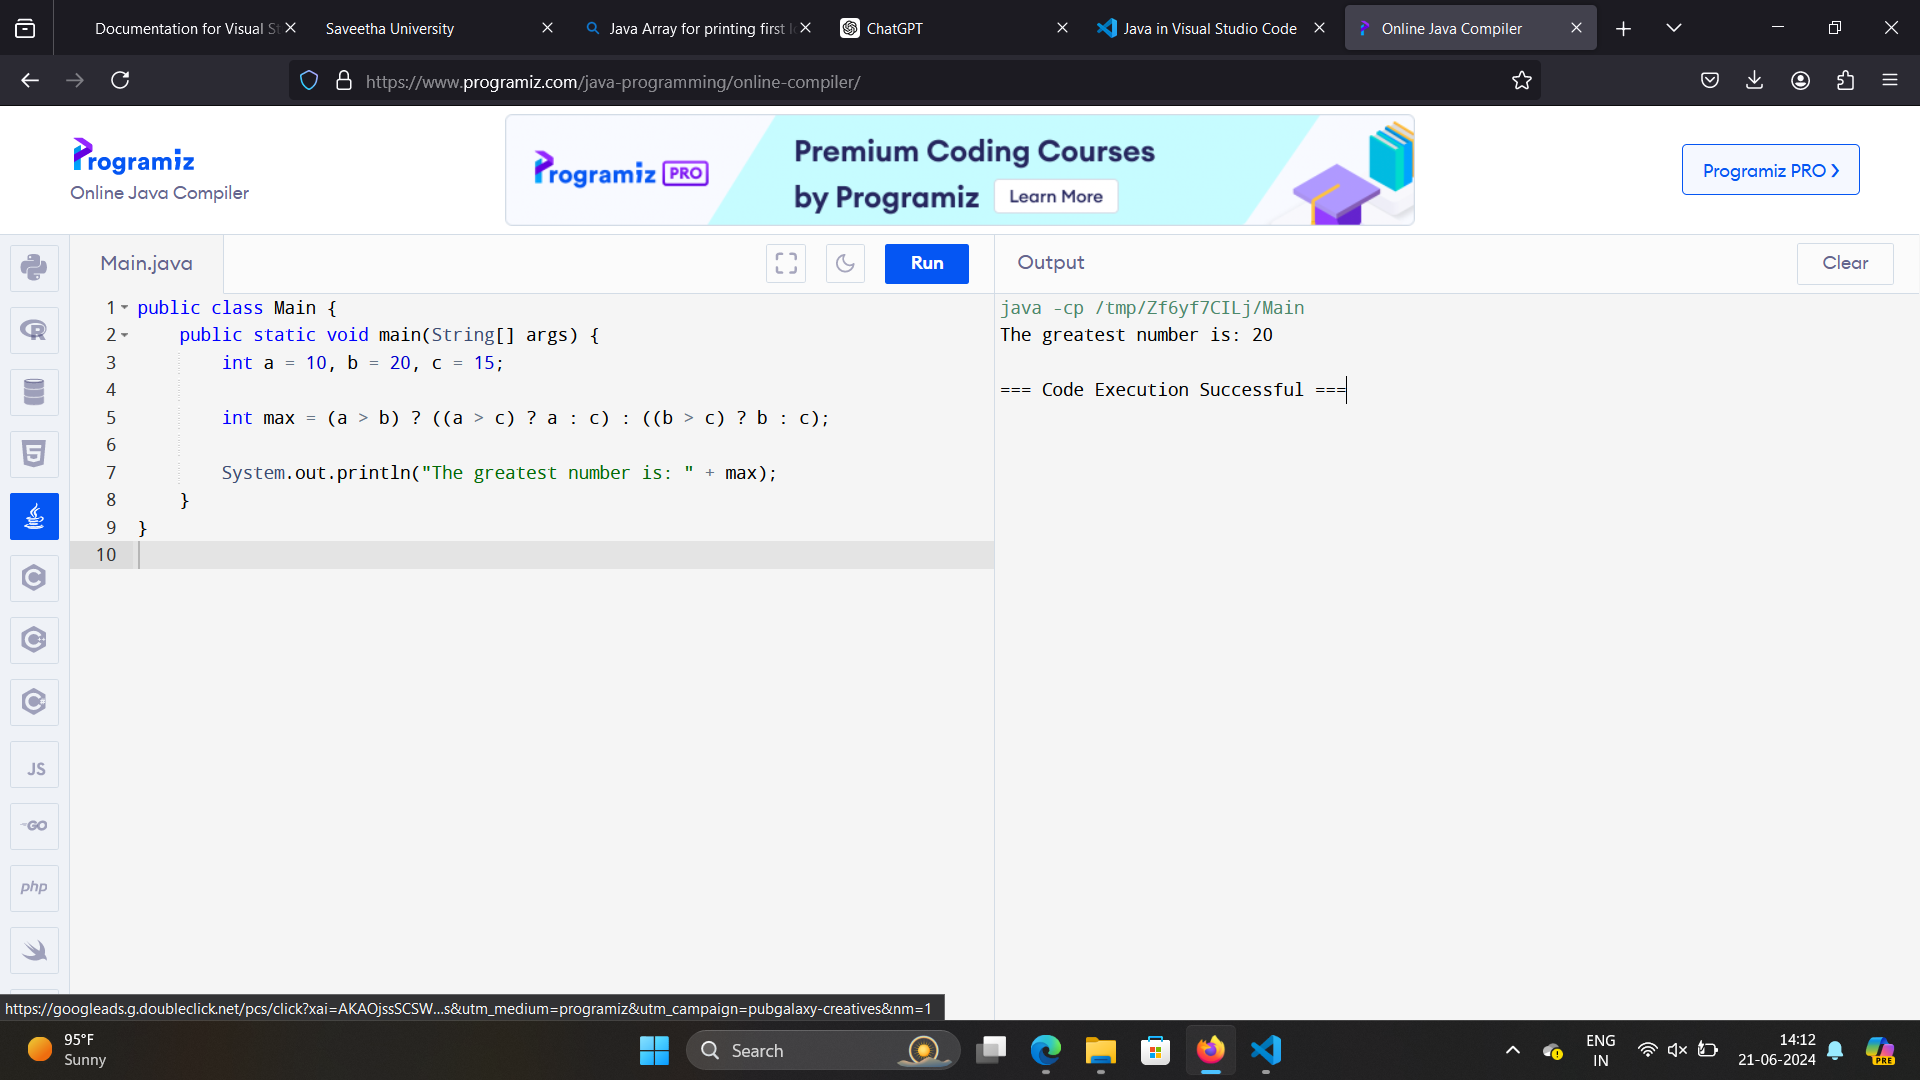 Documentation for Visual St
Saveetha University
Java Array for printing first l
ChatGPT
Java in Visual Studio Code
Online Java Compiler
https://www.programiz.com/java-programming/online-compiler/
Programiz
Online Java Compiler
Programiz PRO
Premium Coding Courses
by Programiz
Learn More
Programiz PRO ❯
Main.java
Run
Output
Clear
1 public class Main {
2 public static void main(String[] args) {
3 int a = 10, b = 20, c = 15;
4
5 int max = (a > b) ? ((a > c) ? a : c) : ((b > c) ? b : c);
6
7 System.out.println("The greatest number is: " + max);
8 }
9 }
10
java -cp /tmp/Zf6yf7CILj/Main
The greatest number is: 20
=== Code Execution Successful ===
JS
GO
php
https://googleads.g.doubleclick.net/pcs/click?xai=AKAOjssSCSW...s&utm_medium=programiz&utm_campaign=pubgalaxy-creatives&nm=1
95°F
Sunny
Search
ENG
IN
14:12
21-06-2024
PRE